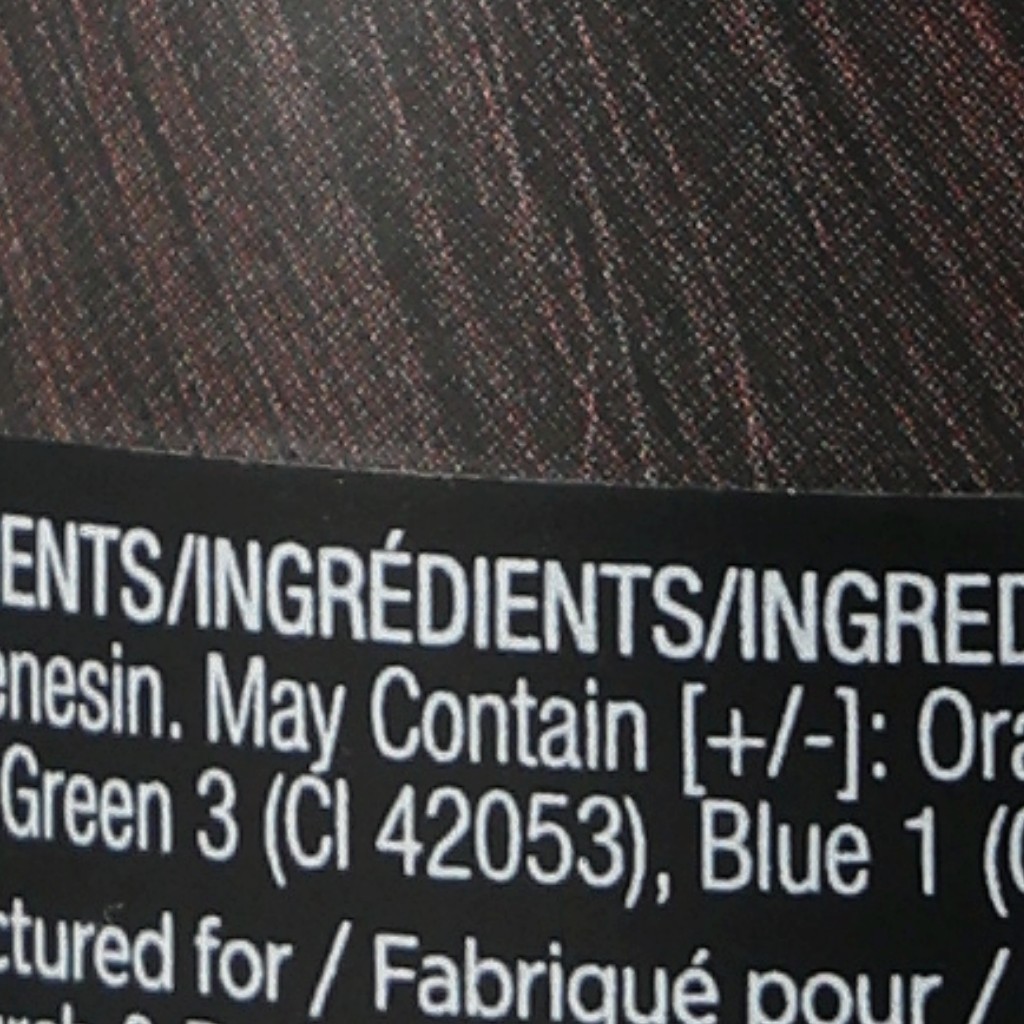 ENTS/INGRÉDIENTS/INGRED
enesin. May Contain [+/-]: Ora
Green 3 (CI 42053), Blue 1 (C
ctured for / Fabriqué pour /